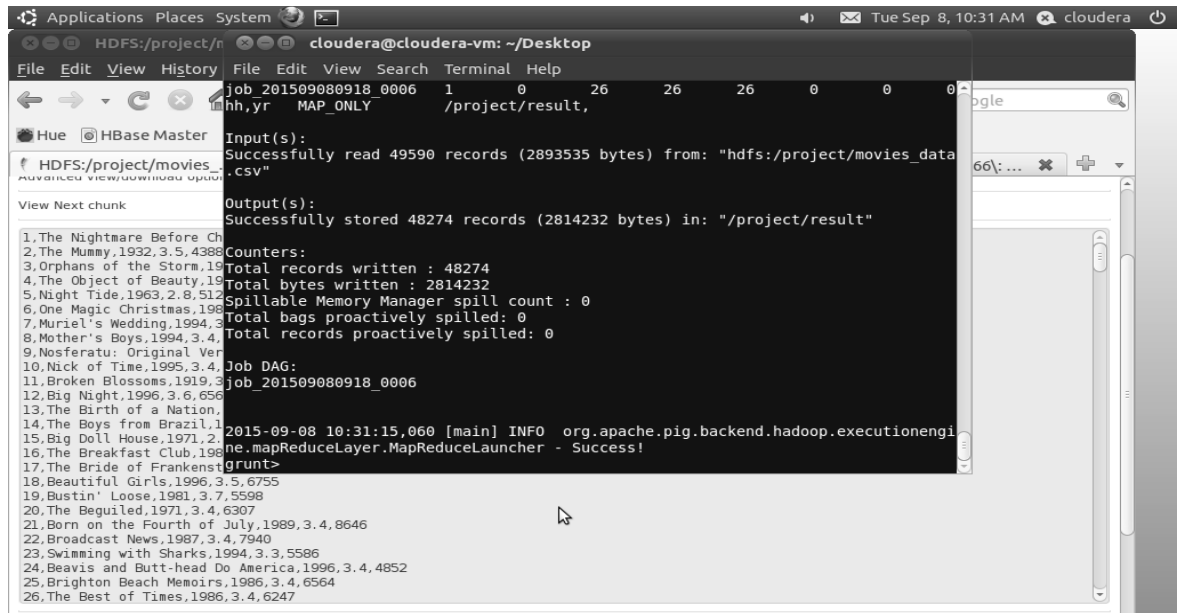 Applications Places System
Tue Sep 8, 10:31 AM cloudera
HDFS:/project/
cloudera@cloudera-vm: ~/Desktop
File Edit View History
File Edit View Search Terminal Help
job_201509080918_0006 1 0 26 26 26 0 0 0
hh,yr MAP_ONLY /project/result,
Input(s):
Successfully read 49590 records (2893535 bytes) from: "hdfs:/project/movies_data
.csv"
Output(s):
Successfully stored 48274 records (2814232 bytes) in: "/project/result"
Counters:
Total records written : 48274
Total bytes written : 2814232
Spillable Memory Manager spill count : 0
Total bags proactively spilled: 0
Total records proactively spilled: 0
Job DAG:
job_201509080918_0006
2015-09-08 10:31:15,060 [main] INFO org.apache.pig.backend.hadoop.executionengi
ne.mapReduceLayer.MapReduceLauncher - Success!
grunt>
ogle
Hue HBase Master
HDFS:/project/movies_
66\: ...
Advanced view/download optio
View Next chunk
1,The Nightmare Before Ch
2,The Mummy,1932,3.5,4388
3,Orphans of the Storm,19
4,The Object of Beauty,19
5,Night Tide,1963,2.8,512
6,One Magic Christmas,198
7,Muriel's Wedding,1994,3
8,Mother's Boys,1994,3.4,
9,Nosferatu: Original Ver
10,Nick of Time,1995,3.4,
11,Broken Blossoms,1919,3
12,Big Night,1996,3.6,656
13,The Birth of a Nation,
14,The Boys from Brazil,1
15,Big Doll House,1971,2.
16,The Breakfast Club,198
17,The Bride of Frankenst
18,Beautiful Girls,1996,3.5,6755
19,Bustin' Loose,1981,3.7,5598
20,The Beguiled,1971,3.4,6307
21,Born on the Fourth of July,1989,3.4,8646
22,Broadcast News,1987,3.4,7940
23,Swimming with Sharks,1994,3.3,5586
24,Beavis and Butt-head Do America,1996,3.4,4852
25,Brighton Beach Memoirs,1986,3.4,6564
26,The Best of Times,1986,3.4,6247